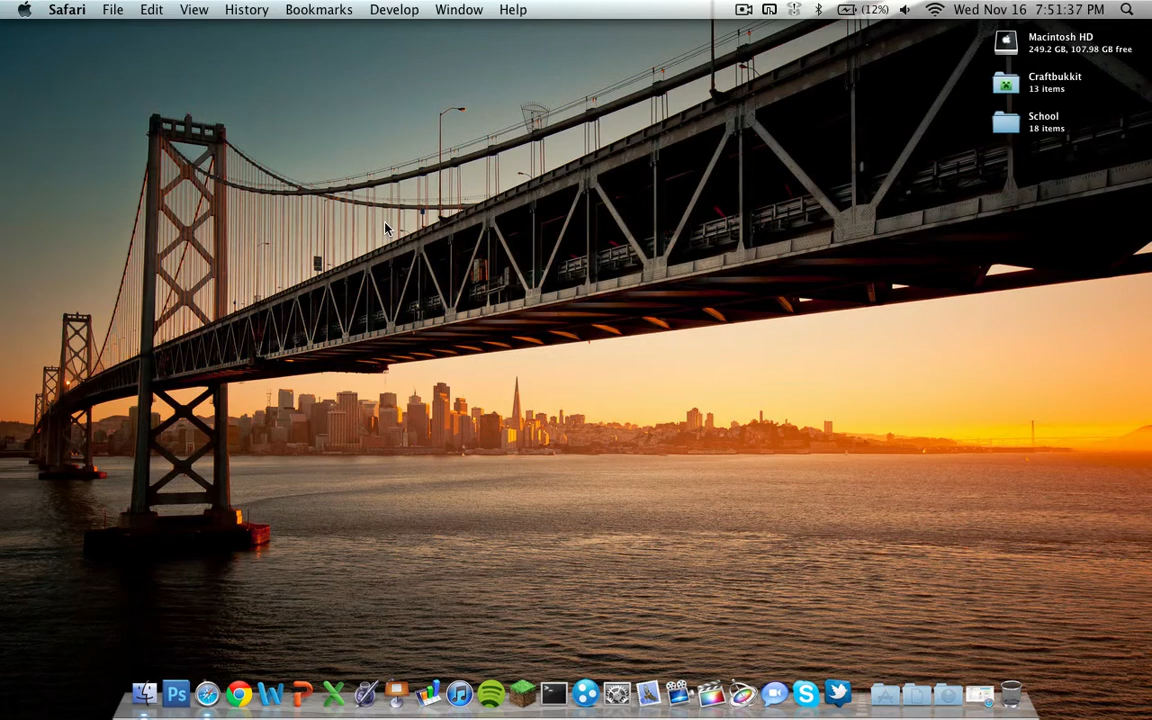 Safari File Edit View History Bookmarks Develop Window Help (12%) Wed Nov 16 7:51:37 PM
Macintosh HD
249.2 GB, 107.98 GB free
Craftbukkit
13 items
School
18 items
Ps